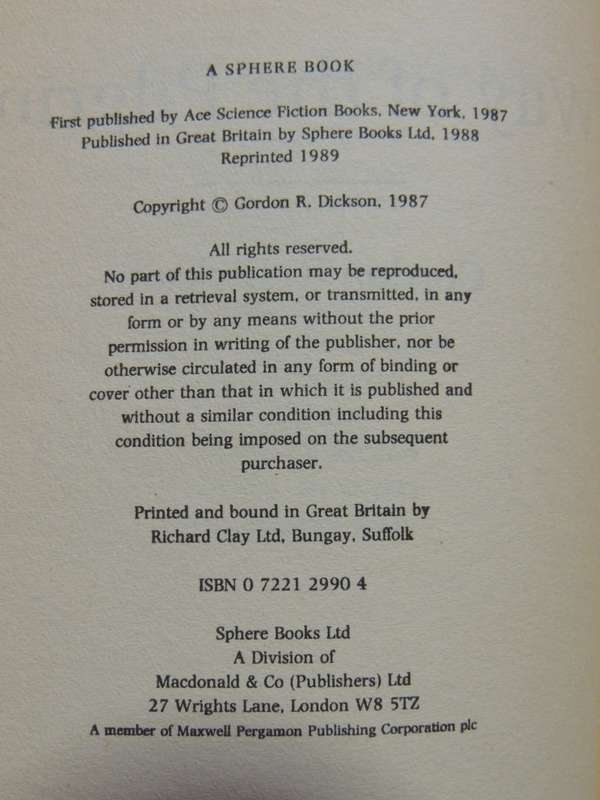 A SPHERE BOOK
First published by Ace Science Fiction Books, New York, 1987
Published in Great Britain by Sphere Books Ltd, 1988
Reprinted 1989
Copyright © Gordon R. Dickson, 1987
All rights reserved.
No part of this publication may be reproduced,
stored in a retrieval system, or transmitted, in any
form or by any means without the prior
permission in writing of the publisher, nor be
otherwise circulated in any form of binding or
cover other than that in which it is published and
without a similar condition including this
condition being imposed on the subsequent
purchaser.
Printed and bound in Great Britain by
Richard Clay Ltd, Bungay, Suffolk
ISBN 0 7221 2990 4
Sphere Books Ltd
A Division of
Macdonald & Co (Publishers) Ltd
27 Wrights Lane, London W8 5TZ
A member of Maxwell Pergamon Publishing Corporation plc